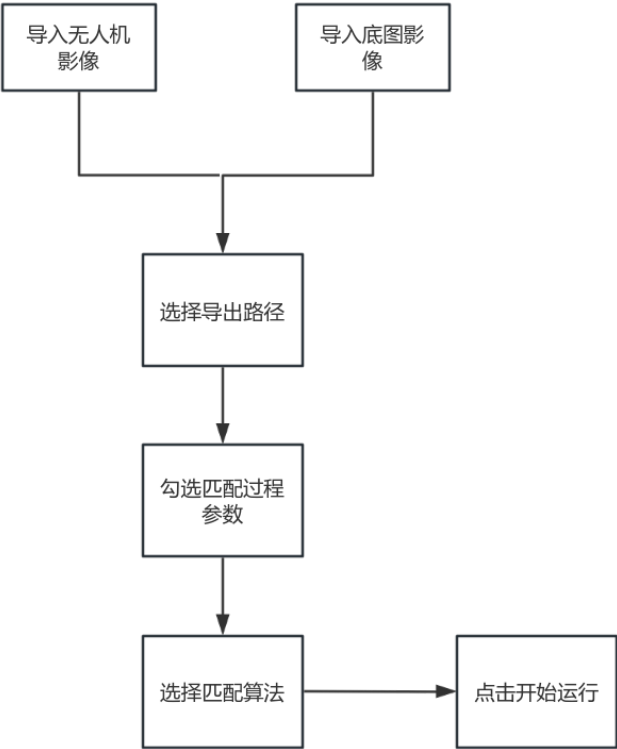 导入无人机
影像
导入底图影
像
选择导出路径
勾选匹配过程
参数
选择匹配算法
点击开始运行